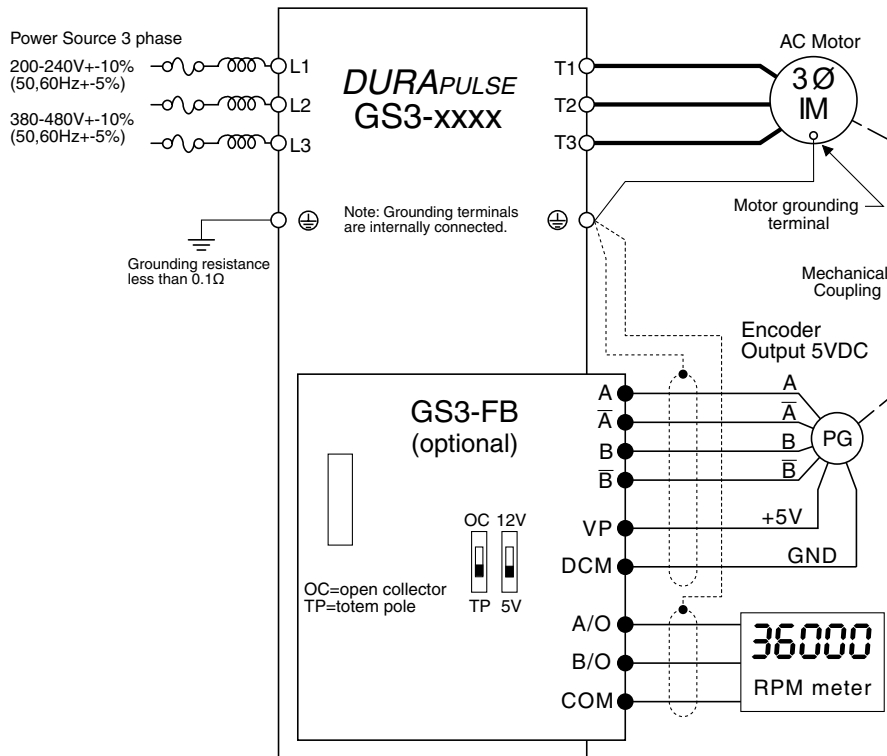 Power Source 3 phase
200-240V+-10%
(50,60Hz+-5%)
380-480V+-10%
(50,60Hz+-5%)
L1
L2
L3
DURAPULSE
GS3-xxxx
T1
T2
T3
AC Motor
3Ø
IM
Note: Grounding terminals
are internally connected.
Grounding resistance
less than 0.1Ω
Motor grounding
terminal
Mechanical
Coupling
Encoder
Output 5VDC
GS3-FB
(optional)
A
A̅
B
B̅
VP
DCM
A
A̅
B
B̅
+5V
GND
PG
OC 12V
TP 5V
OC=open collector
TP=totem pole
A/O
B/O
COM
36000
RPM meter